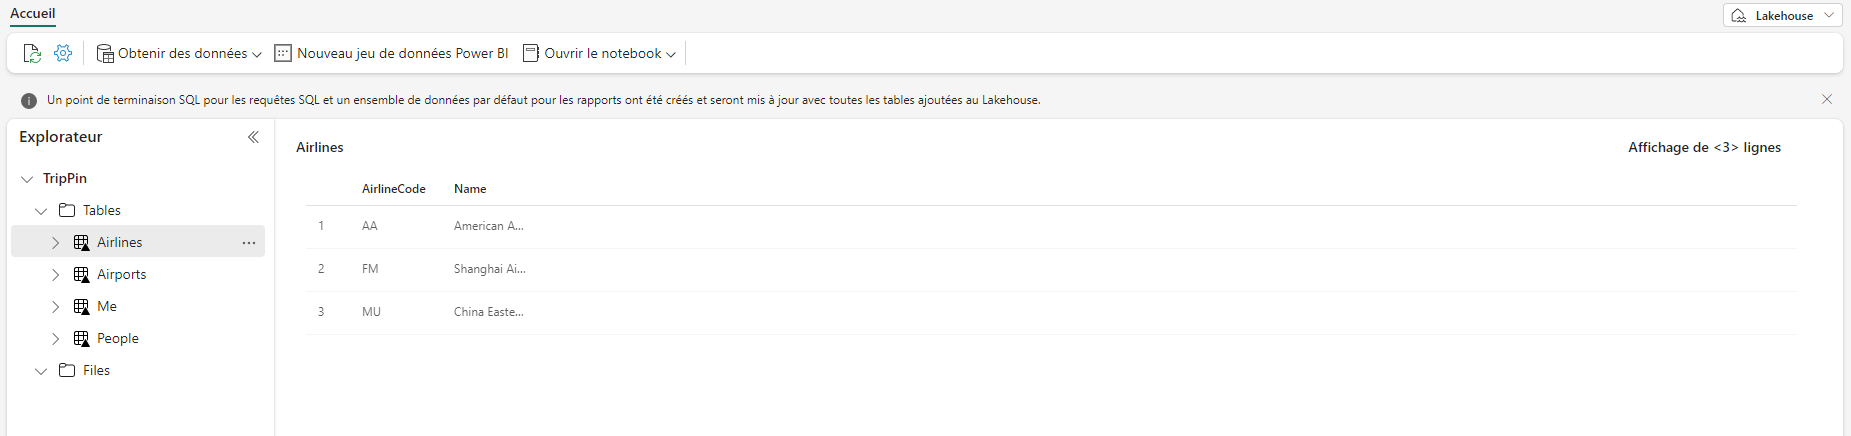 Accueil
Lakehouse
Obtenir des données
Nouveau jeu de données Power BI
Ouvrir le notebook
Un point de terminaison SQL pour les requêtes SQL et un ensemble de données par défaut pour les rapports ont été créés et seront mis à jour avec toutes les tables ajoutées au Lakehouse.
Explorateur
TripPin
Tables
Airlines
Airports
Me
People
Files
Airlines
Affichage de <3> lignes
AirlineCode Name
1 AA American A...
2 FM Shanghai Ai...
3 MU China Easte...